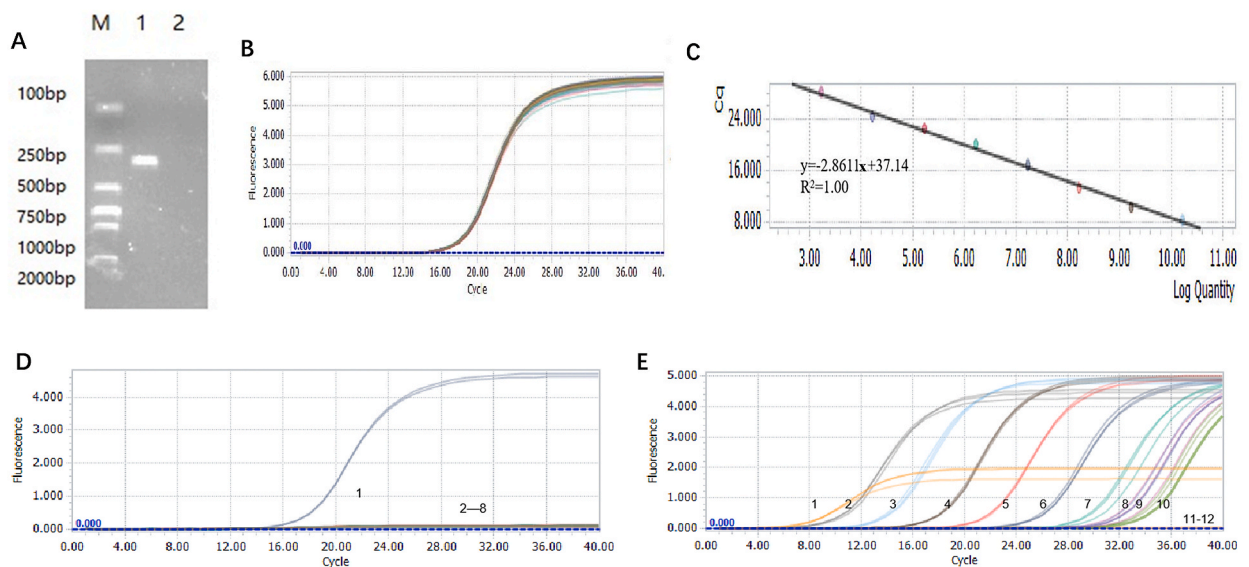 A
M 1 2
100bp
250bp
500bp
750bp
1000bp
2000bp
B
6.000
5.000
4.000
3.000
2.000
1.000
0.000
Fluorescence
0.000
0.00 4.00 8.00 12.00 16.00 20.00 24.00 28.00 32.00 36.00 40.
Cycle
C
Cq
24.000
16.000
8.000
y=-2.8611x+37.14
R²=1.00
3.00 4.00 5.00 6.00 7.00 8.00 9.00 10.00 11.00
Log Quantity
D
4.000
3.000
2.000
1.000
0.000
Fluorescence
0.000
1
2—8
0.00 4.00 8.00 12.00 16.00 20.00 24.00 28.00 32.00 36.00 40.00
Cycle
E
5.000
4.000
3.000
2.000
1.000
0.000
Fluorescence
0.000
1 2 3 4 5 6 7 8 9 10
11-12
0.00 4.00 8.00 12.00 16.00 20.00 24.00 28.00 32.00 36.00 40.00
Cycle